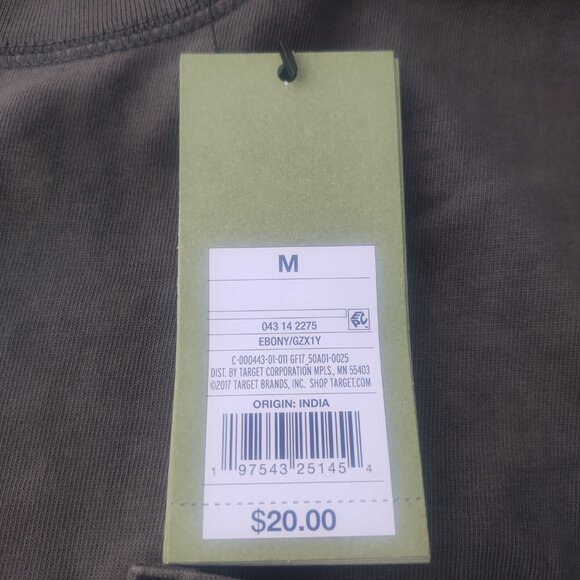 M
043 14 2275
EBONY/GZX1Y
C-000443-01-011 GF17_50A01-0025
DIST. BY TARGET CORPORATION MPLS., MN 55403
©2017 TARGET BRANDS, INC. SHOP TARGET.COM
ORIGIN: INDIA
1 97543 25145 4
$20.00